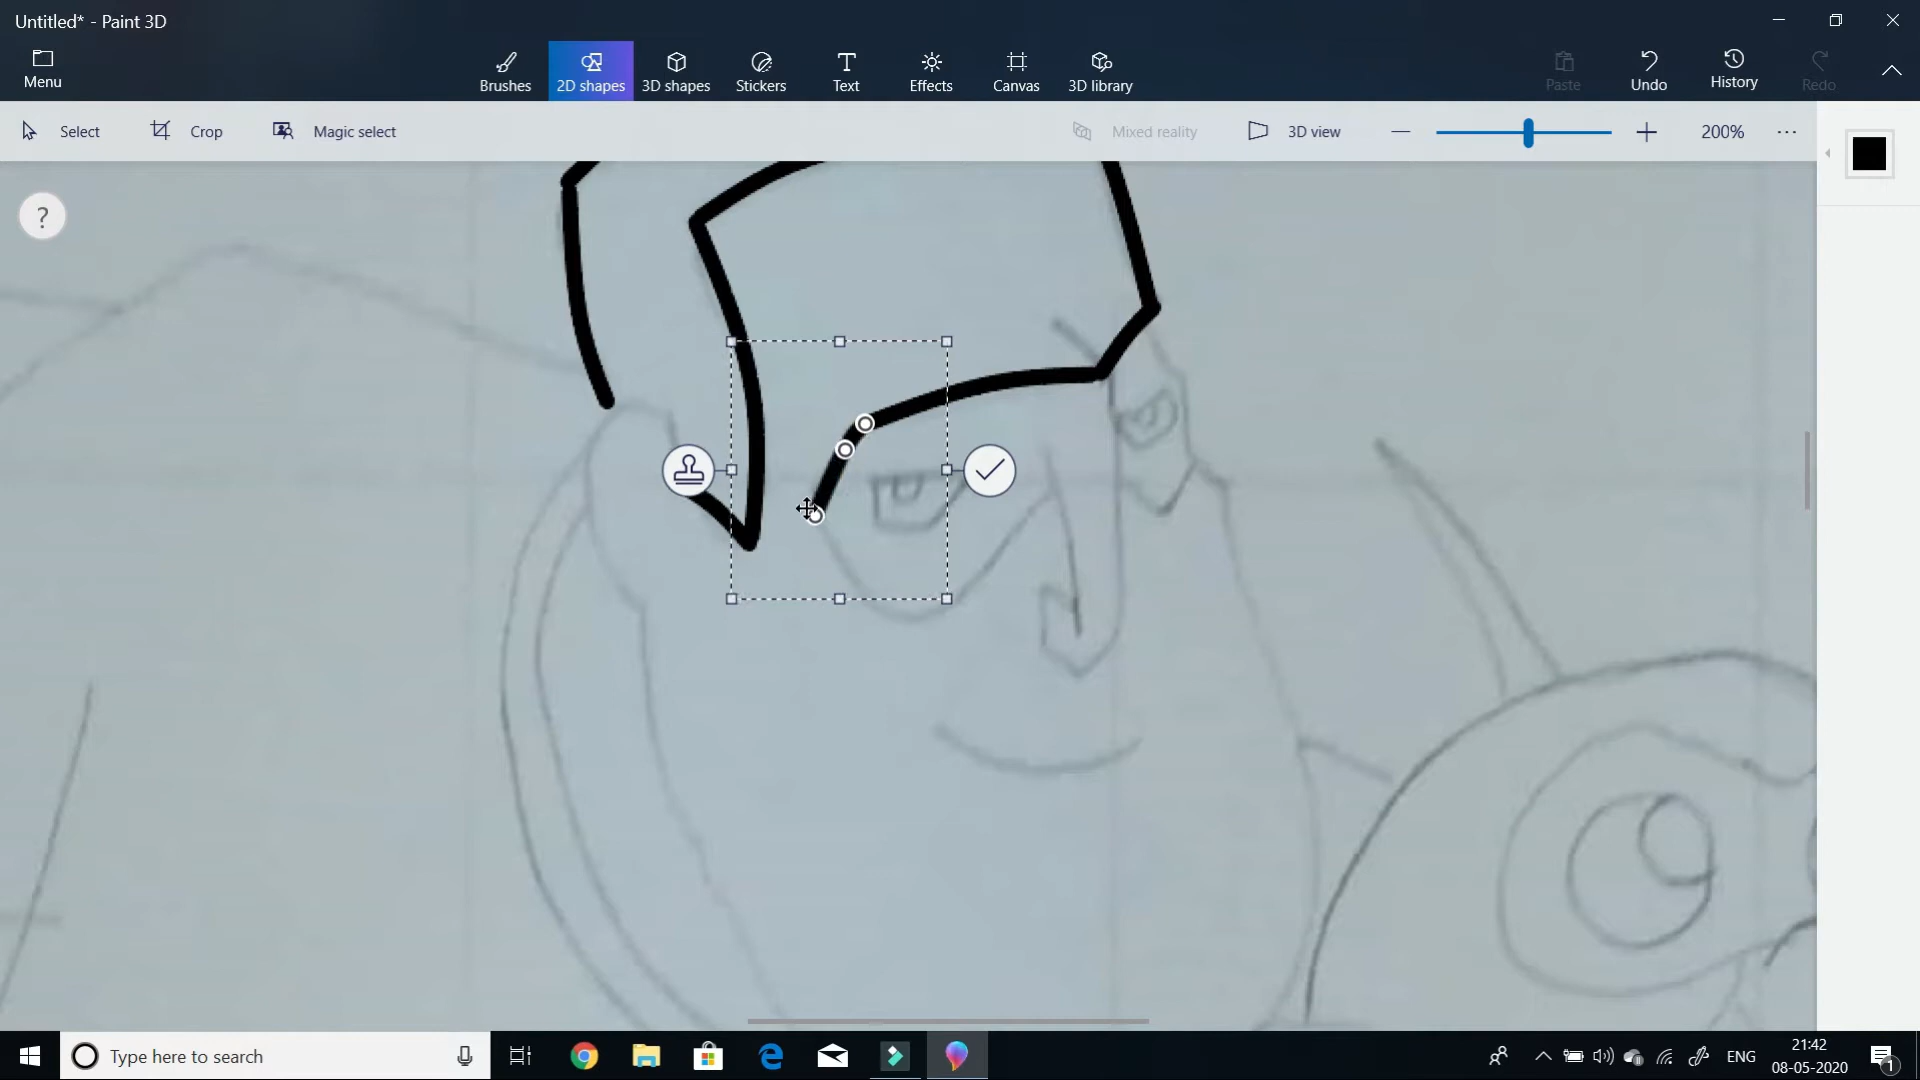 Untitled* - Paint 3D
Menu
Brushes
2D shapes
3D shapes
Stickers
Text
Effects
Canvas
3D library
Paste
Undo
History
Redo
Select
Crop
Magic select
Mixed reality
3D view
200%
?
Type here to search
ENG
21:42
08-05-2020
1